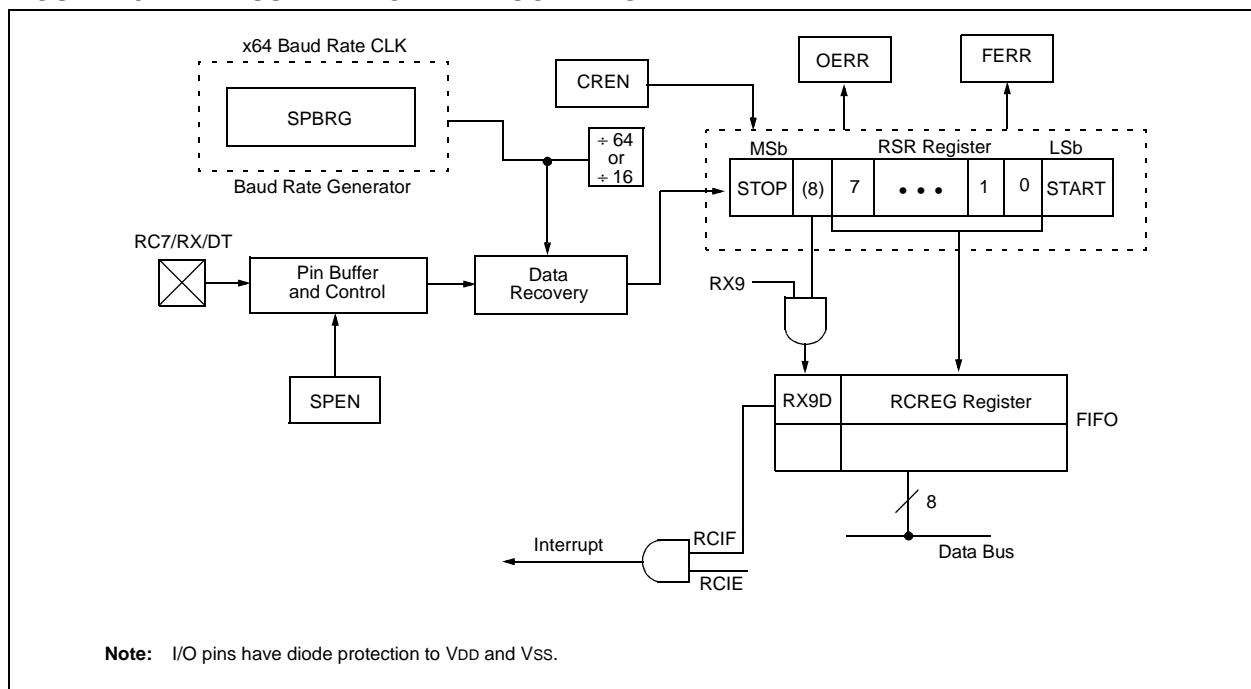 x64 Baud Rate CLK
SPBRG
Baud Rate Generator
CREN
OERR
FERR
÷ 64
or
÷ 16
MSb
RSR Register
LSb
STOP (8) 7 • • • 1 0 START
RC7/RX/DT
Pin Buffer
and Control
Data
Recovery
RX9
SPEN
RX9D
RCREG Register
FIFO
8
Data Bus
Interrupt
RCIF
RCIE
Note: I/O pins have diode protection to VDD and VSS.